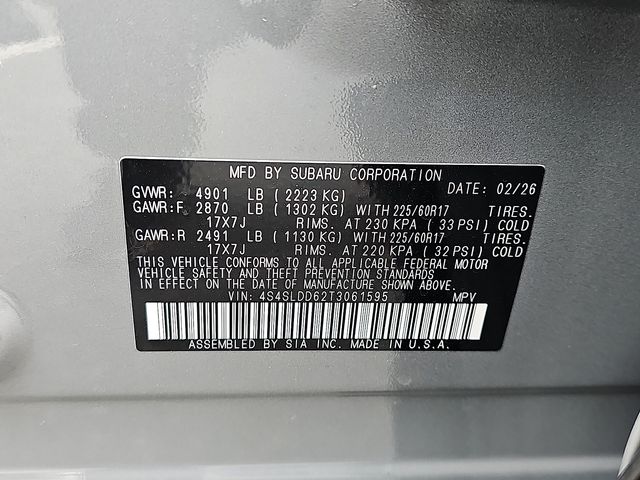 MFD BY SUBARU CORPORATION
GVWR: 4901 LB (2223 KG) DATE: 02/26
GAWR:F 2870 LB (1302 KG) WITH 225/60R17 TIRES.
17X7J RIMS. AT 230 KPA (33 PSI) COLD
GAWR:R 2491 LB (1130 KG) WITH 225/60R17 TIRES.
17X7J RIMS. AT 220 KPA (32 PSI) COLD
THIS VEHICLE CONFORMS TO ALL APPLICABLE FEDERAL MOTOR
VEHICLE SAFETY AND THEFT PREVENTION STANDARDS
IN EFFECT ON THE DATE OF MANUFACTURE SHOWN ABOVE.
VIN: 4S4SLDD62T3061595 MPV
ASSEMBLED BY SIA INC. MADE IN U.S.A.